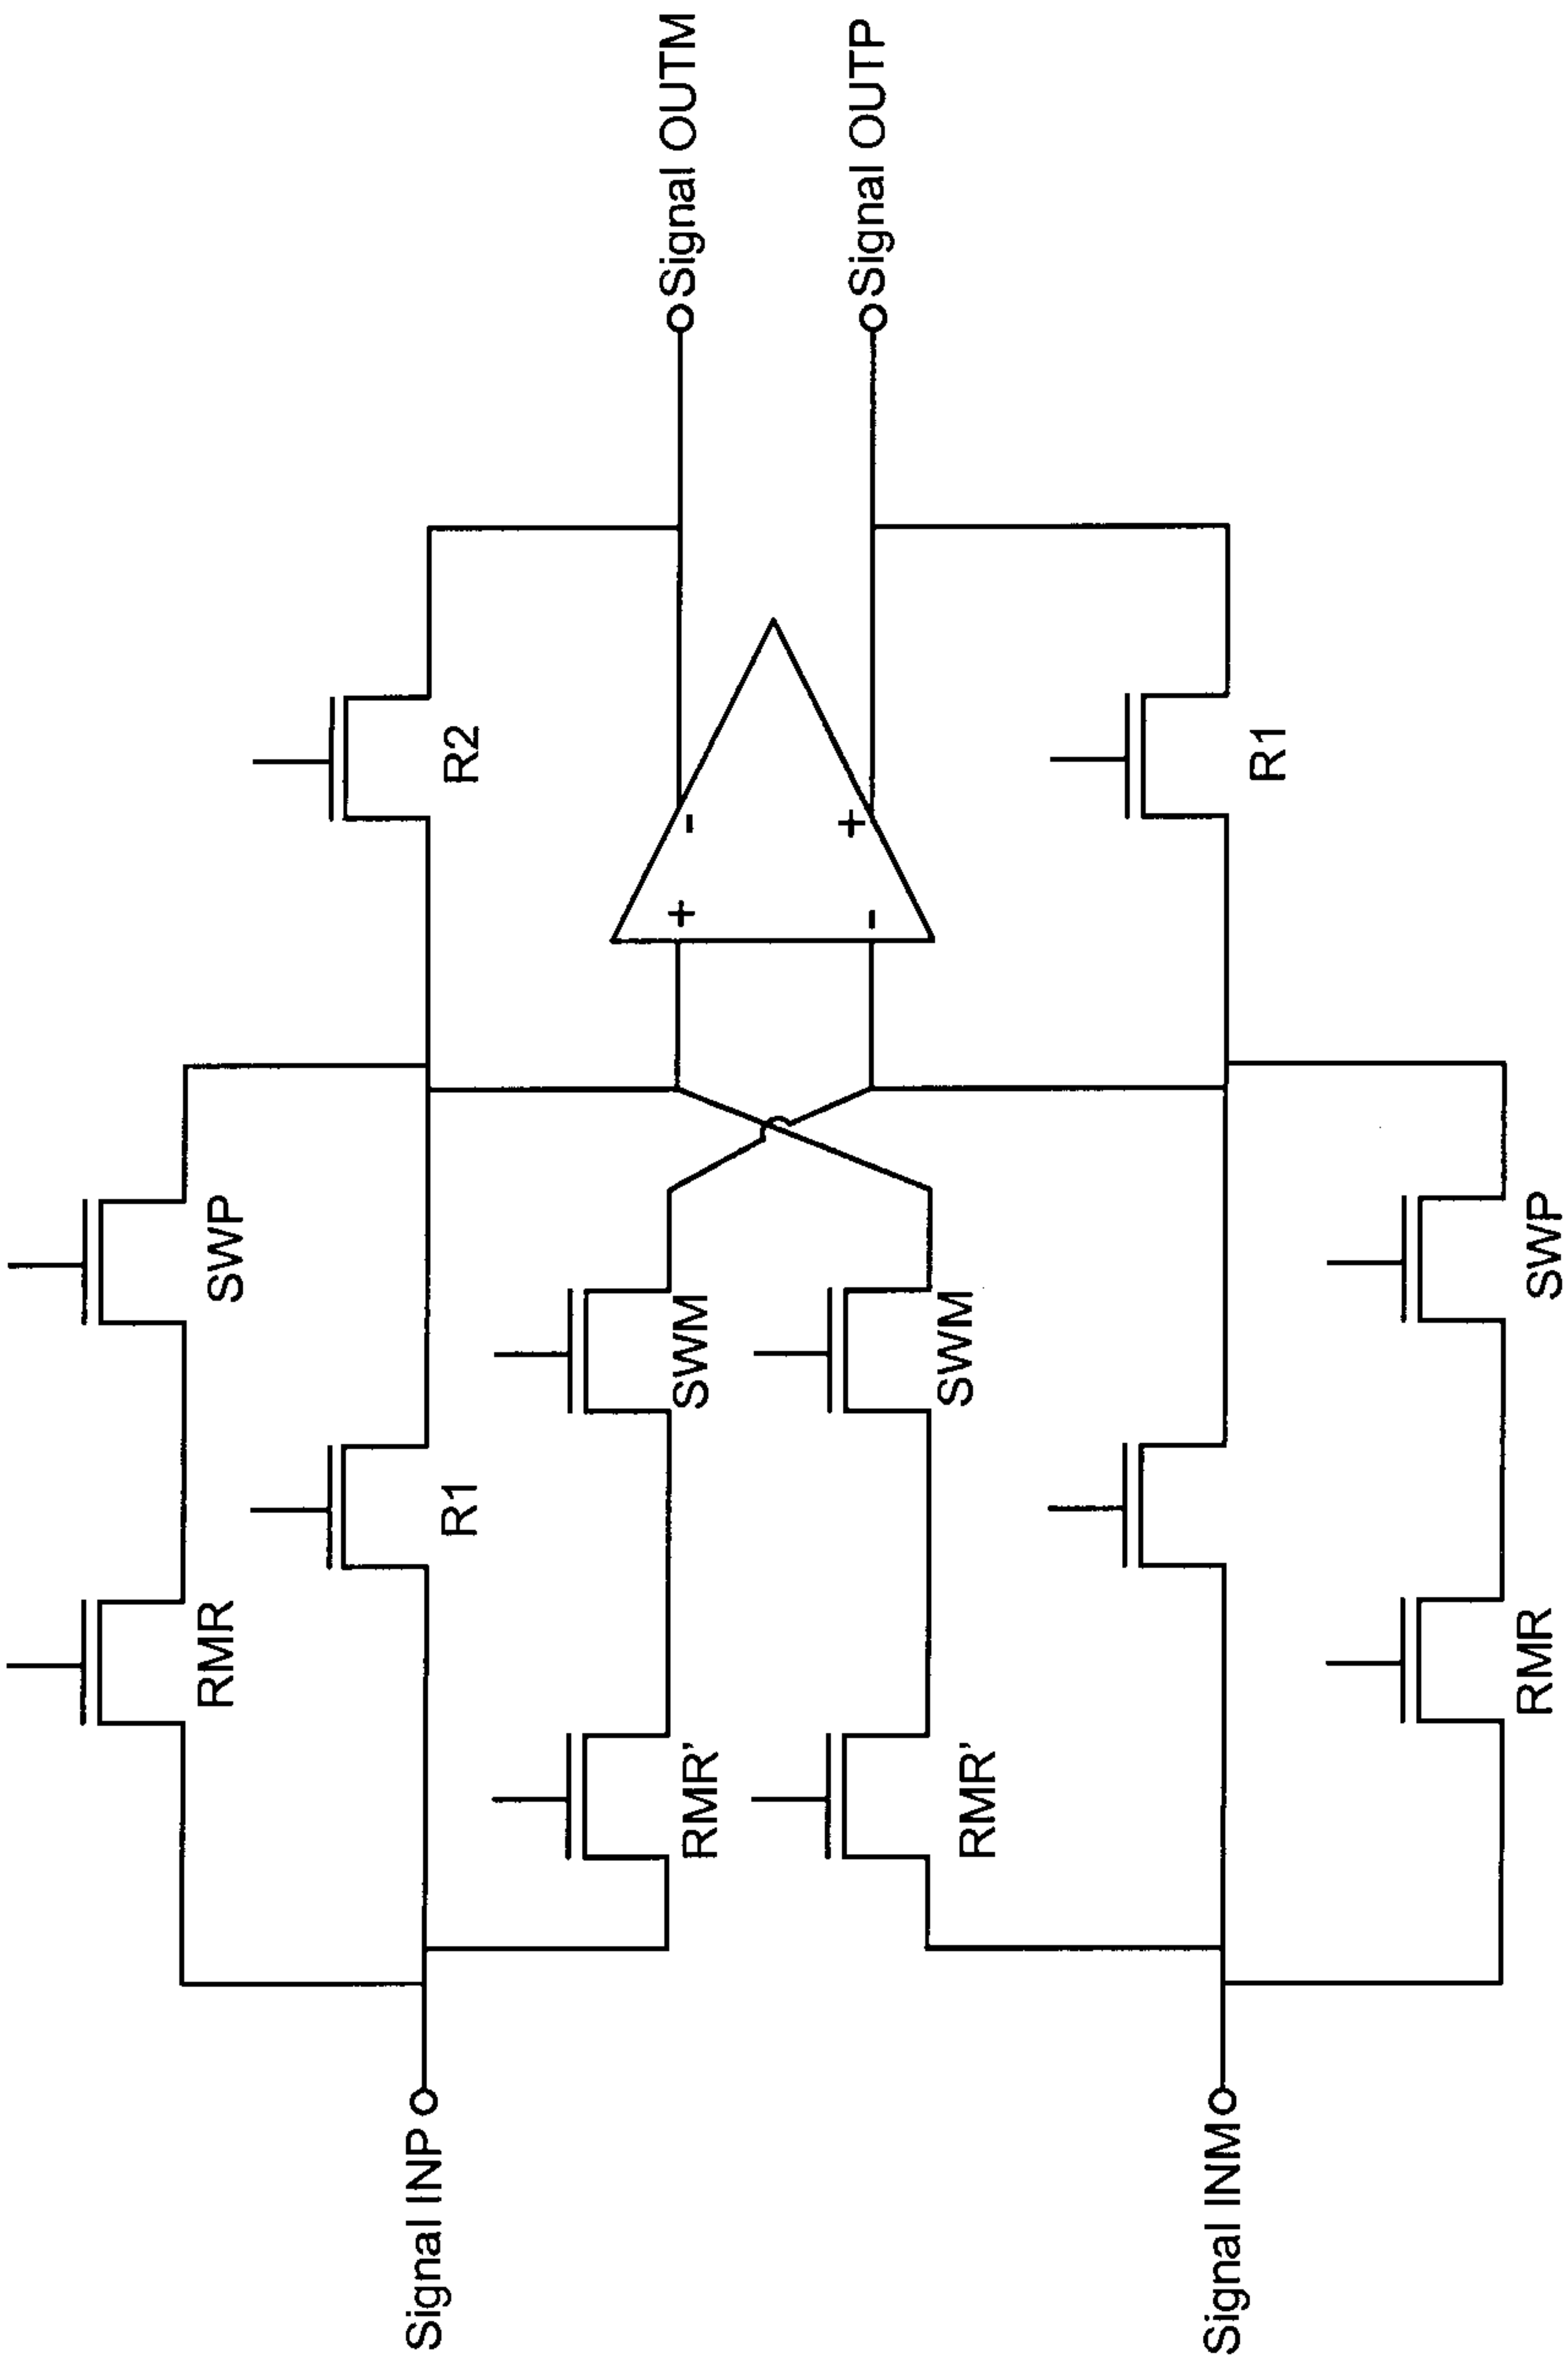 SWP
RMR
R2
R1
Signal OUTM
SWM
RMR'
- +
Signal INP
+ -
Signal OUTP
SWM
RMR'
R1
Signal INM
SWP
RMR